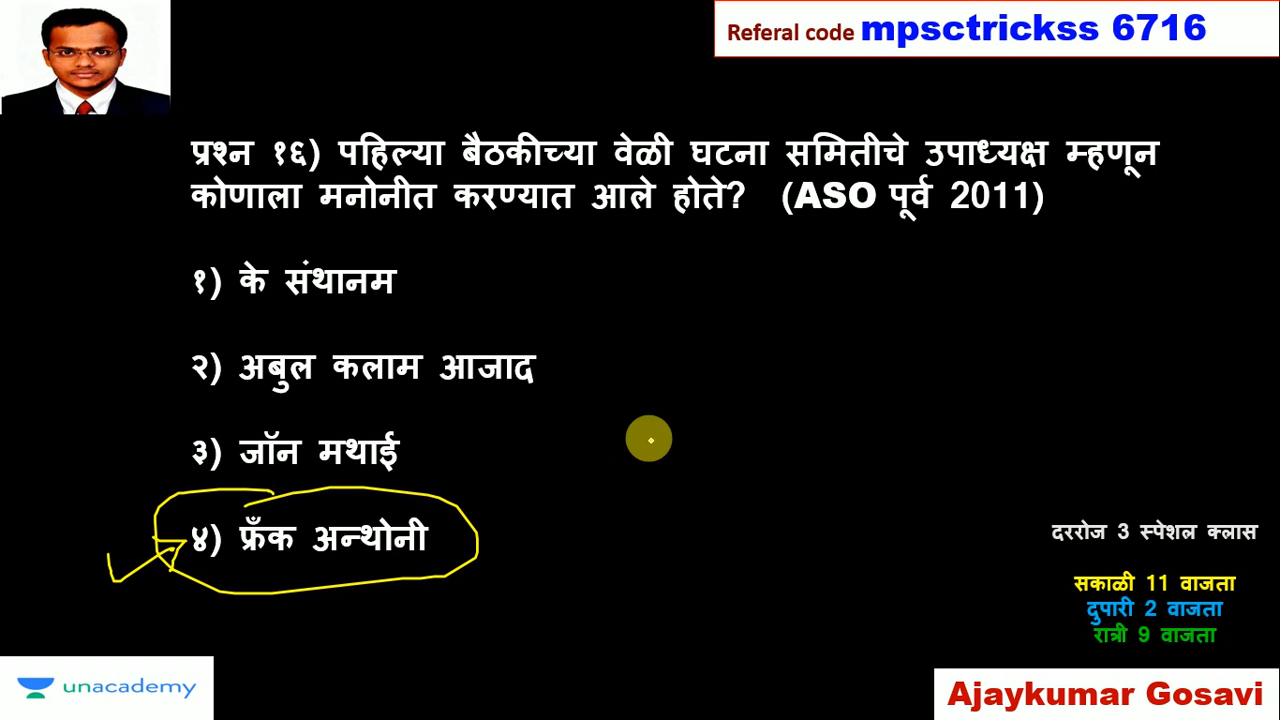 Referal code mpsctrickss 6716
प्रश्न १६) पहिल्या बैठकीच्या वेळी घटना समितीचे उपाध्यक्ष म्हणून
कोणाला मनोनीत करण्यात आले होते? (ASO पूर्व 2011)
१) के संथानम
२) अबुल कलाम आजाद
३) जॉन मथाई
४) फ्रँक अन्थोनी
दररोज 3 स्पेशल क्लास
सकाळी 11 वाजता
दुपारी 2 वाजता
रात्री 9 वाजता
unacademy
Ajaykumar Gosavi